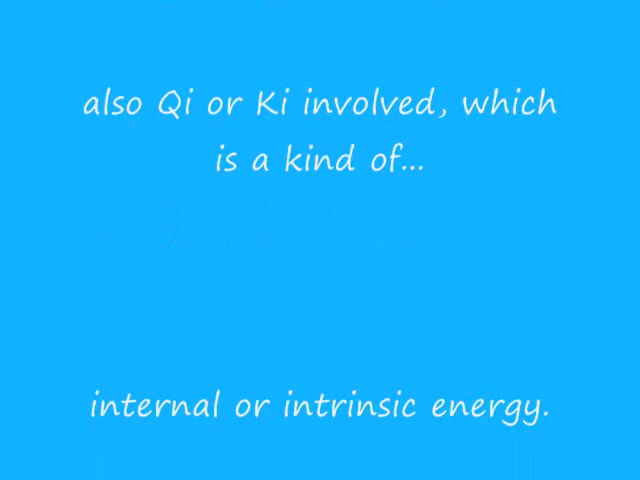 also Qi or Ki involved, which
is a kind of...
internal or intrinsic energy.